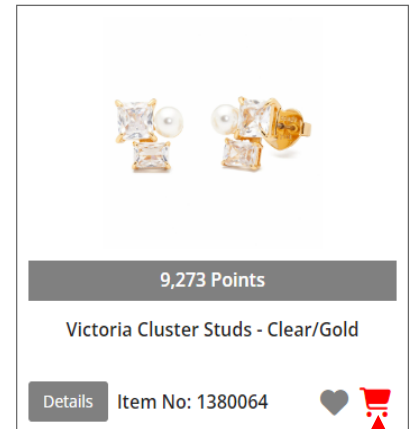 9,273 Points
Victoria Cluster Studs - Clear/Gold
Details
Item No: 1380064